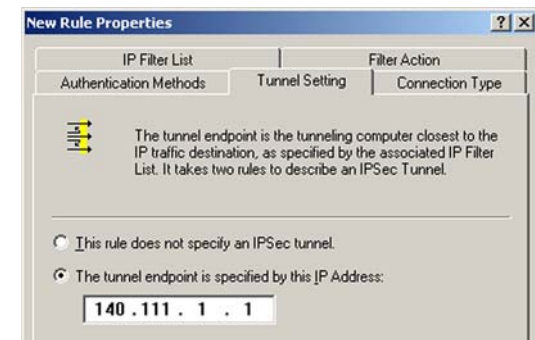 New Rule Properties ? ×
IP Filter List Filter Action
Authentication Methods Tunnel Setting Connection Type
The tunnel endpoint is the tunneling computer closest to the
IP traffic destination, as specified by the associated IP Filter
List. It takes two rules to describe an IPSec Tunnel.
This rule does not specify an IPSec tunnel.
The tunnel endpoint is specified by this IP Address:
140 . 111 . 1 . 1